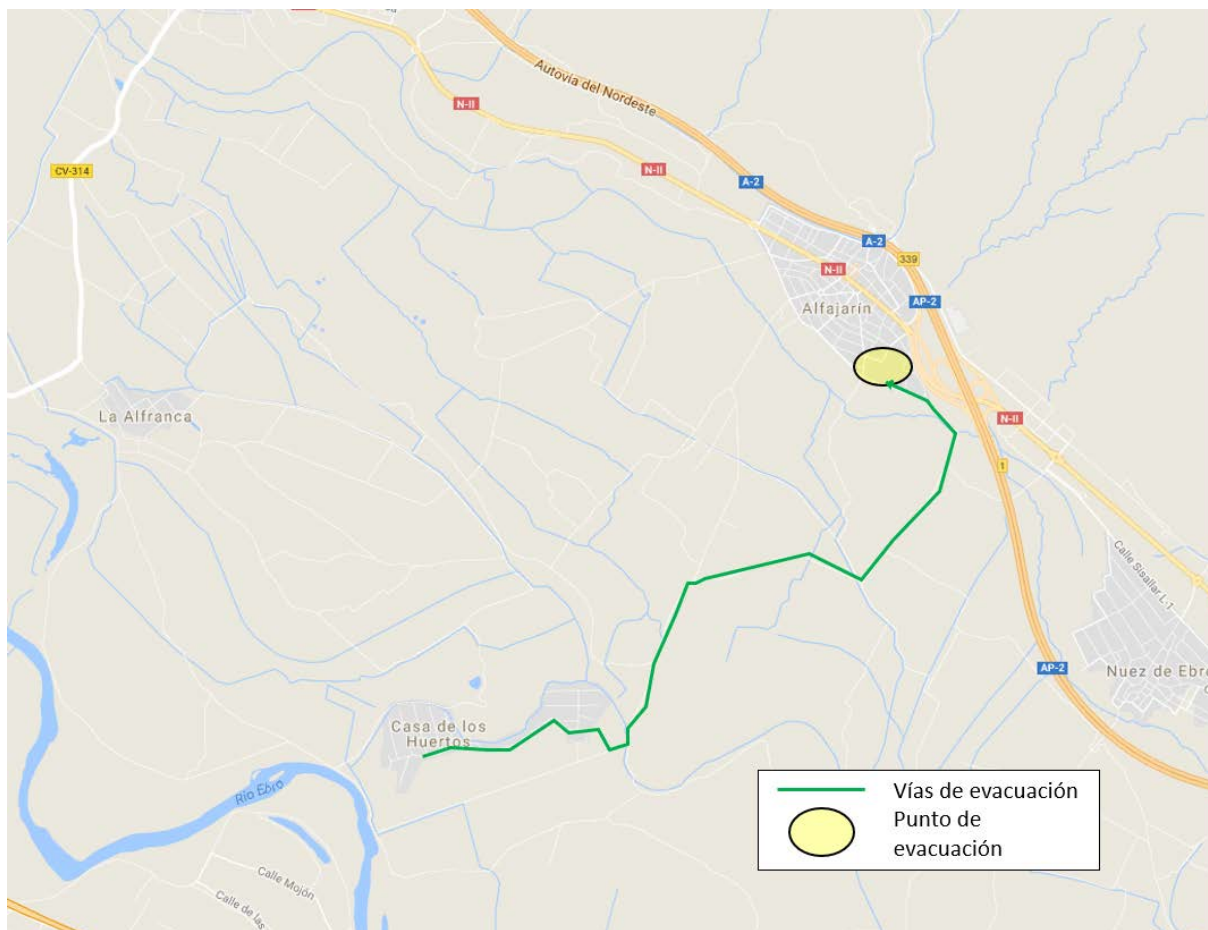 Autovía del Nordeste
N-II
CV-314
N-II
A-2
A-2
339
N-II
AP-2
Alfajarín
La Alfranca
N-II
1
Calle Sisallar L-1
AP-2
Nuez de Ebro
Casa de los
Huertos
Río Ebro
Calle Mojón
Calle de las
Vías de evacuación
Punto de
evacuación